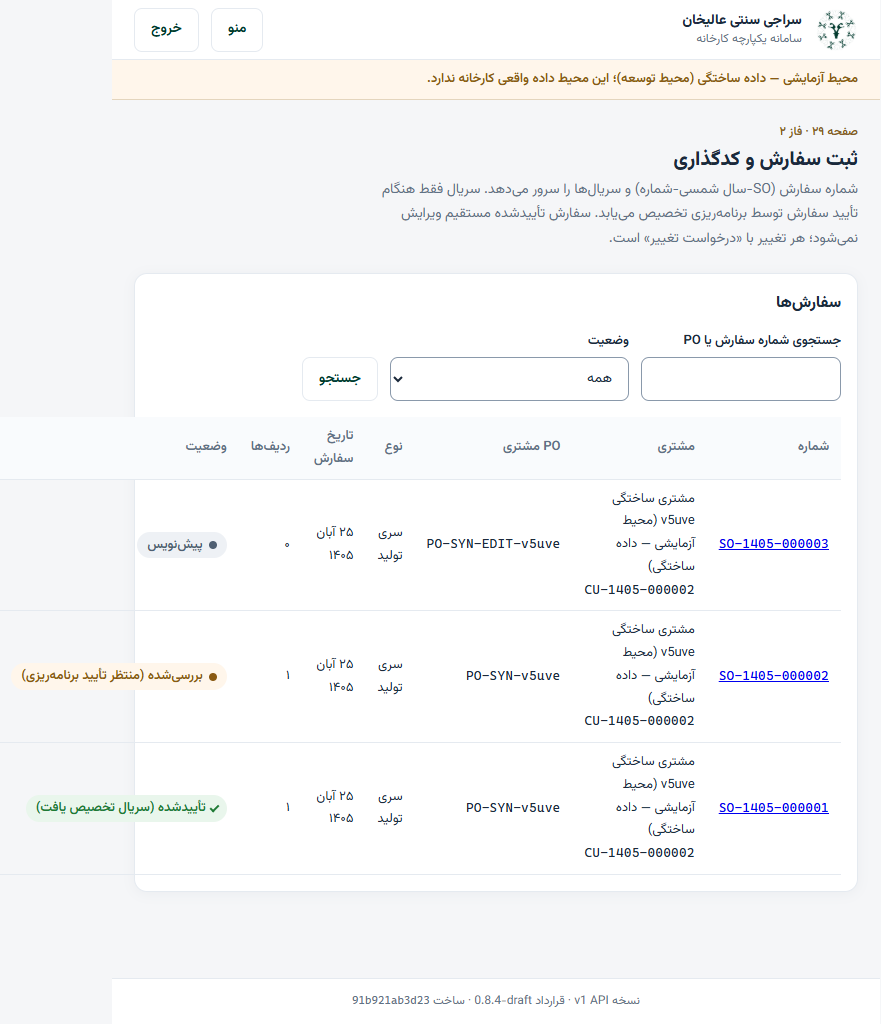 سراجی سنتی عالیخان
سامانه یکپارچه کارخانه
منو
خروج
محیط آزمایشی — داده ساختگی (محیط توسعه)؛ این محیط داده واقعی کارخانه ندارد.
صفحه ۲۹ · فاز ۲
ثبت سفارش و کدگذاری
شماره سفارش (SO-سال شمسی-شماره) و سریال‌ها را سرور می‌دهد. سریال فقط هنگام
تأیید سفارش توسط برنامه‌ریزی تخصیص می‌یابد. سفارش تأییدشده مستقیم ویرایش
نمی‌شود؛ هر تغییر با «درخواست تغییر» است.
سفارش‌ها
جستجوی شماره سفارش یا PO
وضعیت
همه
جستجو
شماره
مشتری
PO مشتری
نوع
تاریخ
سفارش
ردیف‌ها
وضعیت
SO-1405-000003
مشتری ساختگی
v5uve (محیط
آزمایشی — داده
ساختگی)
CU-1405-000002
PO-SYN-EDIT-v5uve
سری
تولید
۲۵ آبان
۱۴۰۵
۰
پیش‌نویس
SO-1405-000002
مشتری ساختگی
v5uve (محیط
آزمایشی — داده
ساختگی)
CU-1405-000002
PO-SYN-v5uve
سری
تولید
۲۵ آبان
۱۴۰۵
۱
بررسی‌شده (منتظر تأیید برنامه‌ریزی)
SO-1405-000001
مشتری ساختگی
v5uve (محیط
آزمایشی — داده
ساختگی)
CU-1405-000002
PO-SYN-v5uve
سری
تولید
۲۵ آبان
۱۴۰۵
۱
تأییدشده (سریال تخصیص یافت)
نسخه API v1 · قرارداد 0.8.4-draft · ساخت 91b921ab3d23